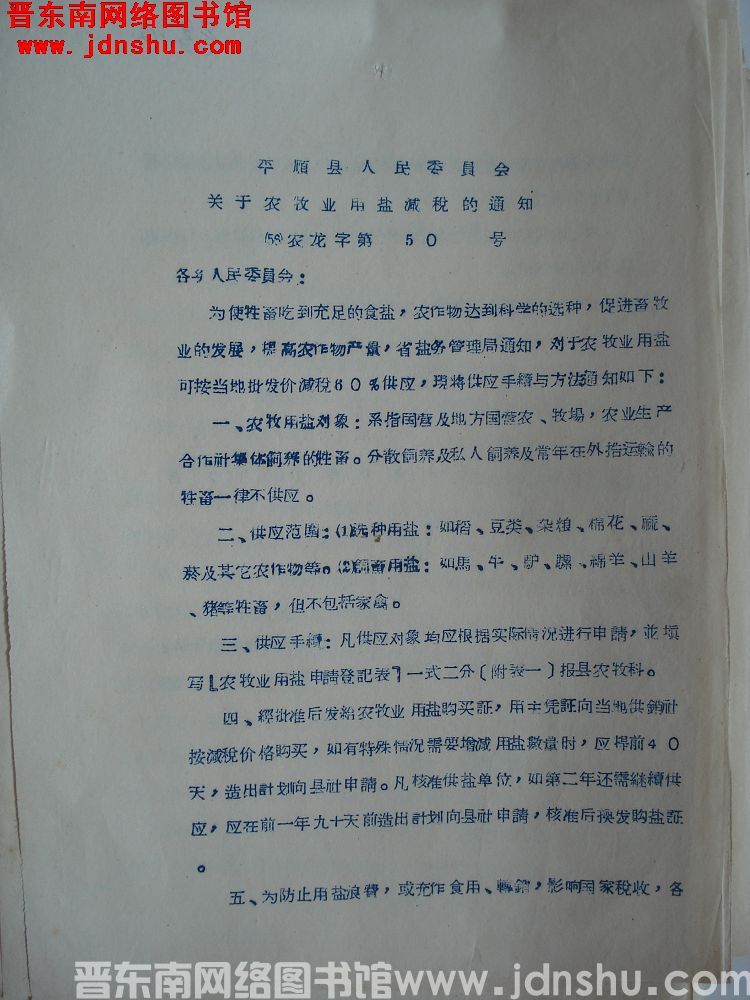 晋东南网络图书馆
www.jdnshu.com
平順县人民委員会
关于农牧业用盐減稅的通知
(56)农龙字第 50 号
各乡人民委員会：
为使牲畜吃到充足的食盐，农作物达到科学的选种，促进畜牧
业的发展，提高农作物产量，省盐务管理局通知，对于农牧业用盐
可按当地批发价減稅60%供应，现将供应手續与方法通知如下：
一、农牧用盐对象：系指国营及地方国营农、牧場，农业生产
合作社集体飼养的牲畜。分散飼养及私人飼养及常年在外搞运输的
牲畜一律不供应。
二、供应范围：(1)选种用盐：如稻、豆类、杂粮、棉花、蔴、
菸及其它农作物等。(2)飼畜用盐：如馬、牛、驴、騾、綿羊、山羊
、猪等牲畜，但不包括家禽。
三、供应手續：凡供应对象均应根据实际情况进行申請，並填
写【农牧业用盐申請登記表】一式二分〔附表一〕报县农牧科。
四、經批准后发給农牧业用盐购买証，用主凭証向当地供銷社
按減稅价格购买，如有特殊情况需要增减用盐数量时，应提前40
天，造出計划向县社申請。凡核准供盐单位，如第二年还需継續供
应，应在前一年九十天前造出計划向县社申請，核准后换发购盐証
。
五、为防止用盐浪費，或充作食用、轉銷，影响国家稅收，各
晋东南网络图书馆www.jdnshu.com